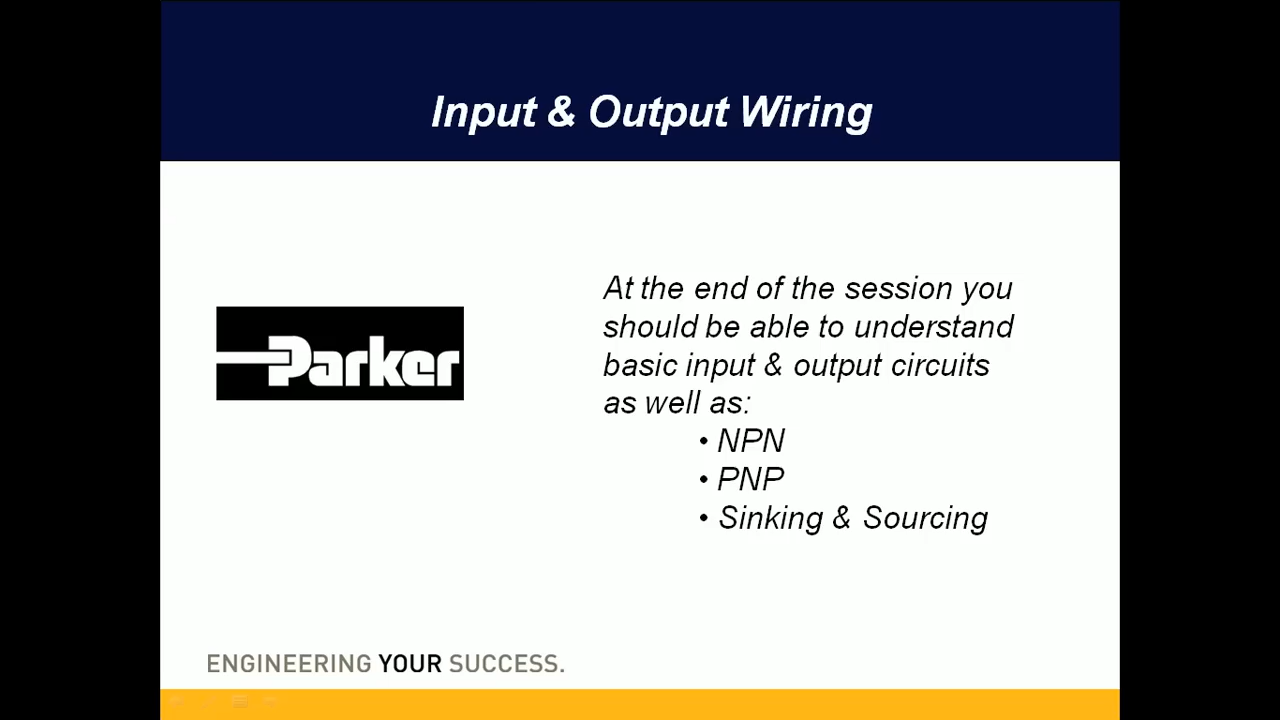 Input & Output Wiring
Parker
At the end of the session you
should be able to understand
basic input & output circuits
as well as:
• NPN
• PNP
• Sinking & Sourcing
ENGINEERING YOUR SUCCESS.